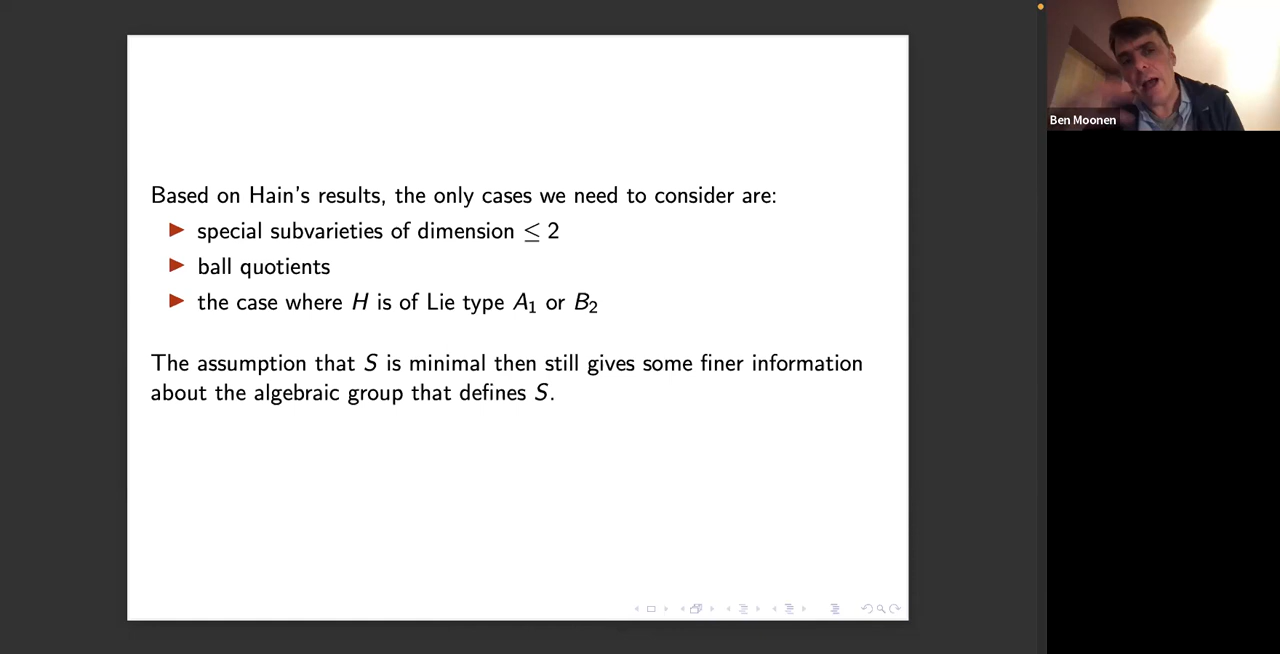 Based on Hain's results, the only cases we need to consider are:
▶ special subvarieties of dimension ≤ 2
▶ ball quotients
▶ the case where H is of Lie type A₁ or B₂
The assumption that S is minimal then still gives some finer information
about the algebraic group that defines S.
Ben Moonen